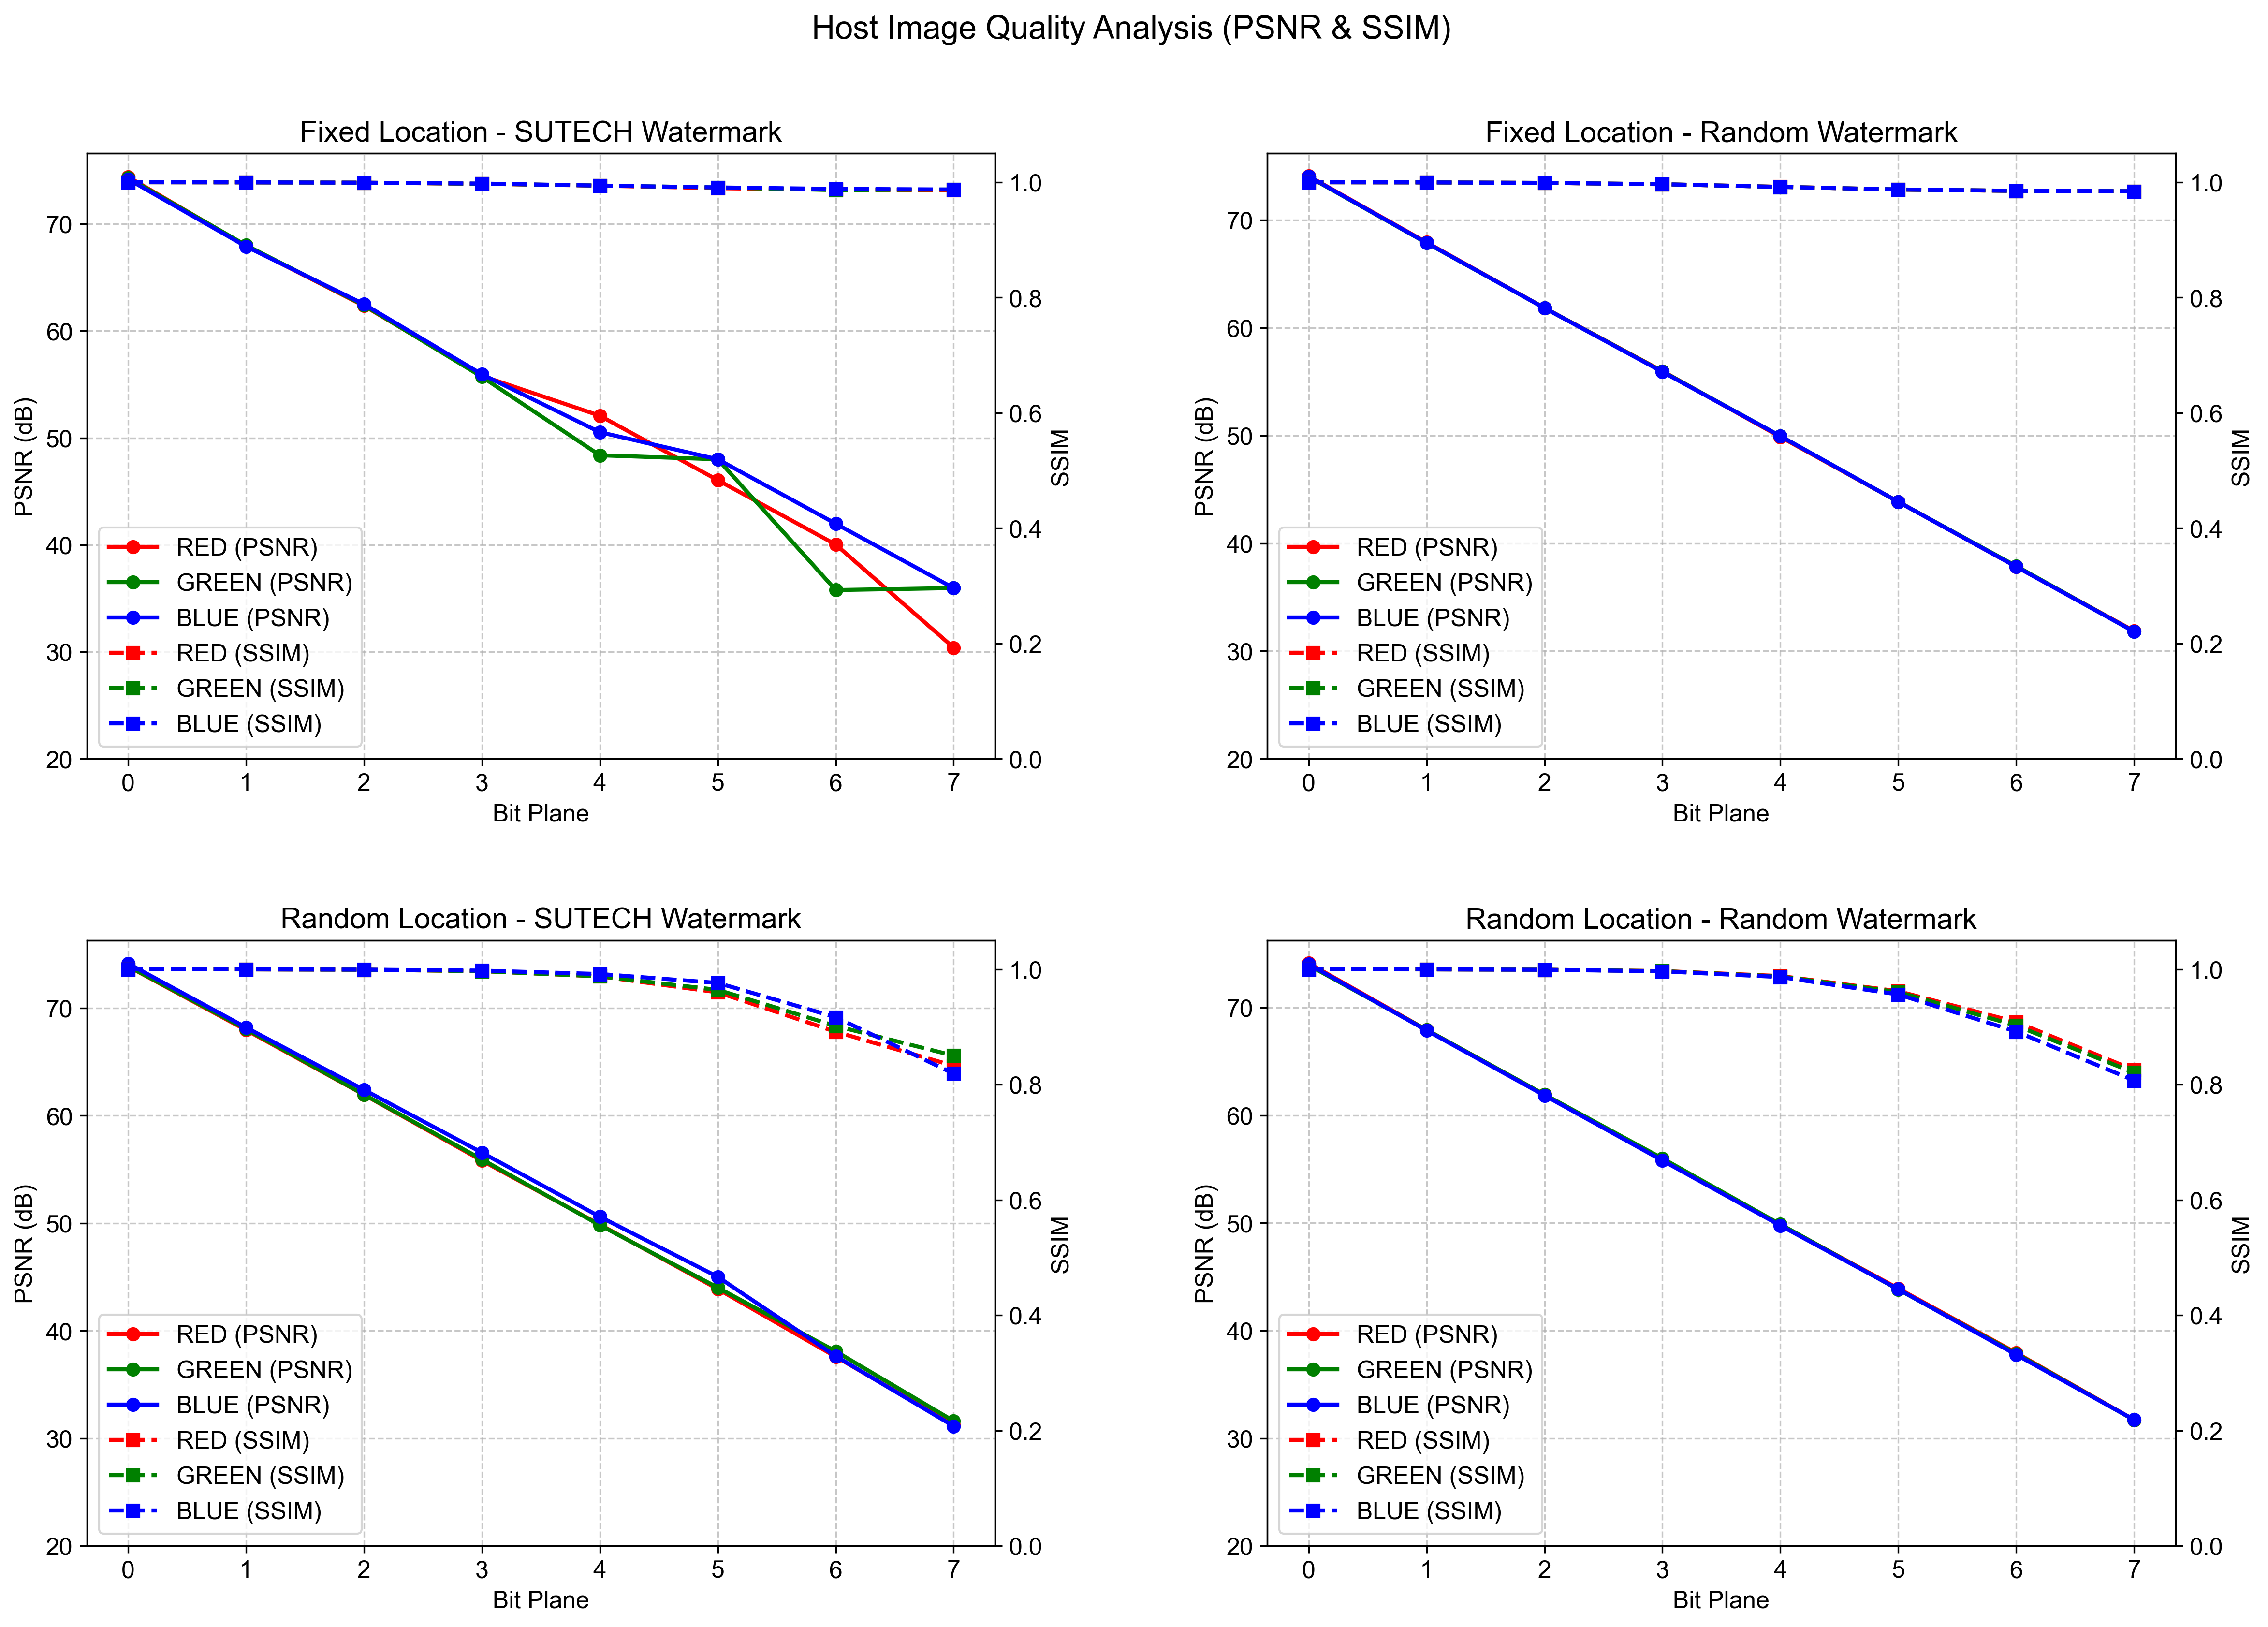 Host Image Quality Analysis (PSNR & SSIM)
Fixed Location - SUTECH Watermark
PSNR (dB)
70
60
50
40
30
20
1.0
0.8
0.6
0.4
0.2
0.0
SSIM
RED (PSNR)
GREEN (PSNR)
BLUE (PSNR)
RED (SSIM)
GREEN (SSIM)
BLUE (SSIM)
0 1 2 3 4 5 6 7
Bit Plane
Fixed Location - Random Watermark
PSNR (dB)
70
60
50
40
30
20
1.0
0.8
0.6
0.4
0.2
0.0
SSIM
RED (PSNR)
GREEN (PSNR)
BLUE (PSNR)
RED (SSIM)
GREEN (SSIM)
BLUE (SSIM)
0 1 2 3 4 5 6 7
Bit Plane
Random Location - SUTECH Watermark
PSNR (dB)
70
60
50
40
30
20
1.0
0.8
0.6
0.4
0.2
0.0
SSIM
RED (PSNR)
GREEN (PSNR)
BLUE (PSNR)
RED (SSIM)
GREEN (SSIM)
BLUE (SSIM)
0 1 2 3 4 5 6 7
Bit Plane
Random Location - Random Watermark
PSNR (dB)
70
60
50
40
30
20
1.0
0.8
0.6
0.4
0.2
0.0
SSIM
RED (PSNR)
GREEN (PSNR)
BLUE (PSNR)
RED (SSIM)
GREEN (SSIM)
BLUE (SSIM)
0 1 2 3 4 5 6 7
Bit Plane